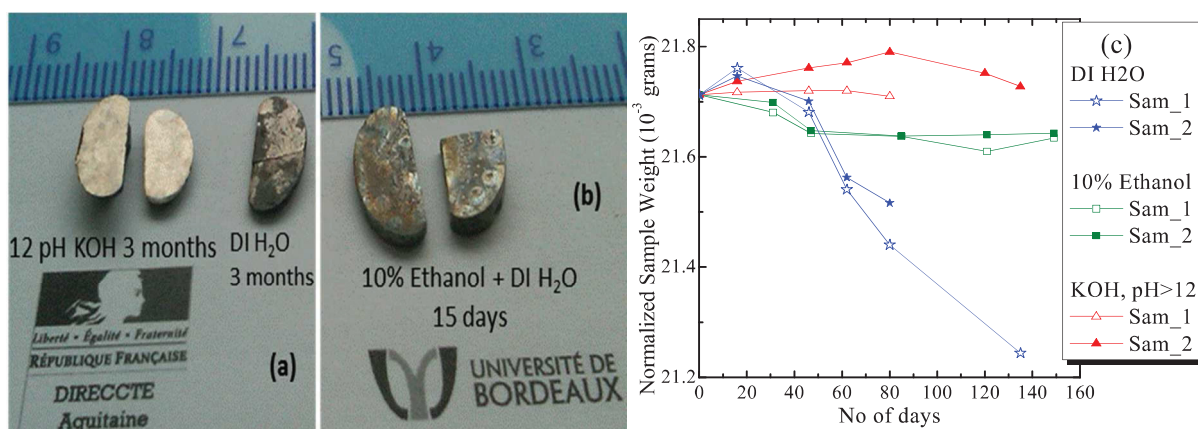 9 8 7
12 pH KOH 3 months
DI H₂O
3 months
Liberté • Égalité • Fraternité
RÉPUBLIQUE FRANÇAISE
DIRECCTE
Aquitaine
(a)
5 4 3
(b)
10% Ethanol + DI H₂O
15 days
UNIVERSITÉ DE
BORDEAUX
(c)
Normalized Sample Weight (10⁻³ grams)
21.8
21.6
21.4
21.2
0 20 40 60 80 100 120 140 160
No of days
DI H2O
Sam_1
Sam_2
10% Ethanol
Sam_1
Sam_2
KOH, pH>12
Sam_1
Sam_2